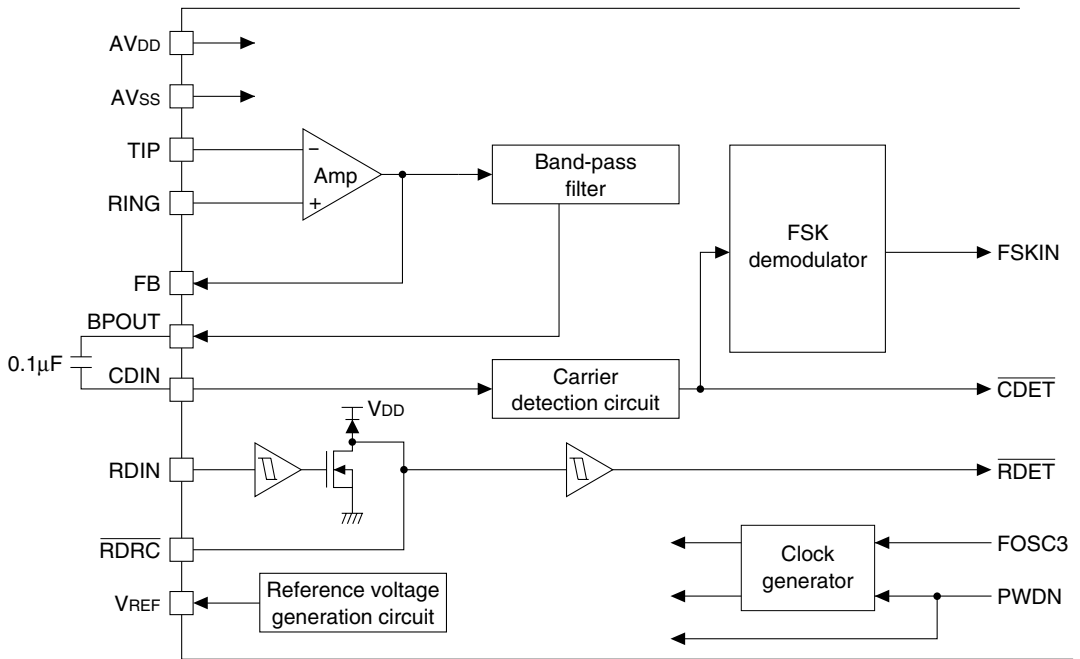 AVDD
AVSS
TIP
RING
FB
BPOUT
0.1μF
CDIN
RDIN
RDRC
VREF
−
Amp
+
Band-pass
filter
FSK
demodulator
FSKIN
Carrier
detection circuit
CDET
VDD
RDET
Reference voltage
generation circuit
Clock
generator
FOSC3
PWDN